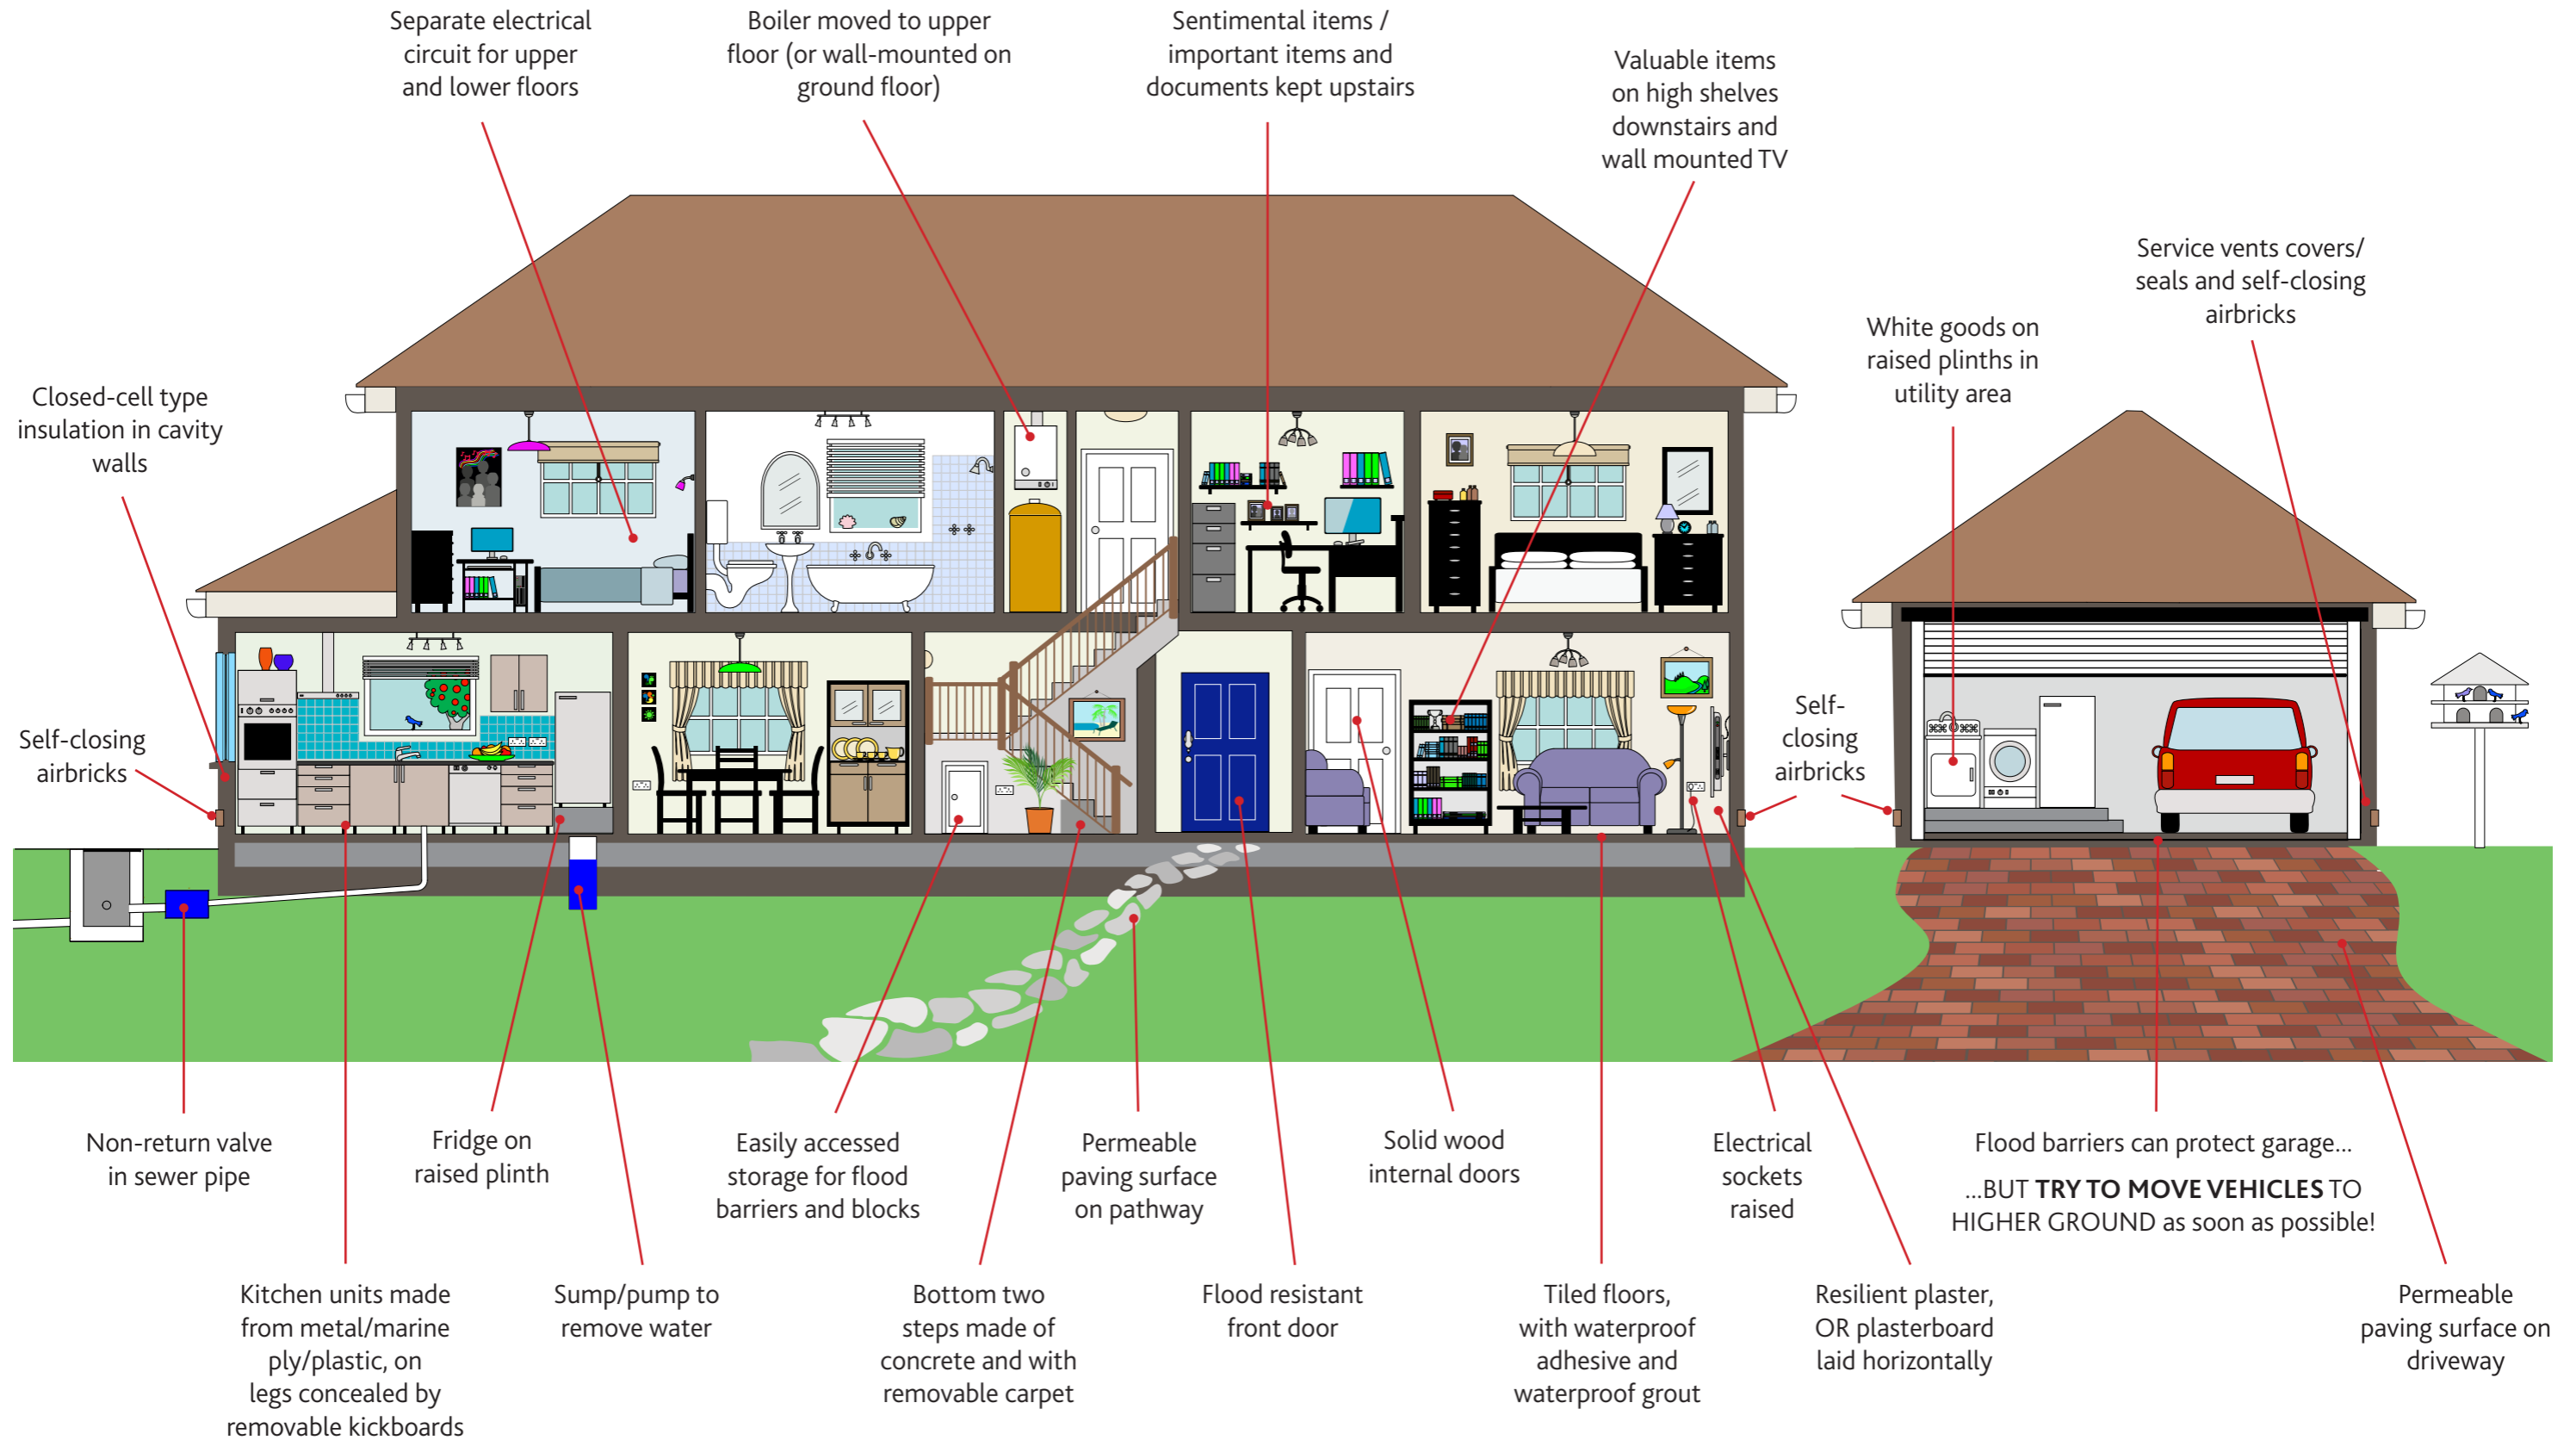 Separate electrical
circuit for upper
and lower floors
Boiler moved to upper
floor (or wall-mounted on
ground floor)
Sentimental items /
important items and
documents kept upstairs
Valuable items
on high shelves
downstairs and
wall mounted TV
Service vents covers/
seals and self-closing
airbricks
White goods on
raised plinths in
utility area
Closed-cell type
insulation in cavity
walls
Self-closing
airbricks
Self-
closing
airbricks
Non-return valve
in sewer pipe
Fridge on
raised plinth
Easily accessed
storage for flood
barriers and blocks
Permeable
paving surface
on pathway
Solid wood
internal doors
Electrical
sockets
raised
Flood barriers can protect garage...
...BUT TRY TO MOVE VEHICLES TO
HIGHER GROUND as soon as possible!
Kitchen units made
from metal/marine
ply/plastic, on
legs concealed by
removable kickboards
Sump/pump to
remove water
Bottom two
steps made of
concrete and with
removable carpet
Flood resistant
front door
Tiled floors,
with waterproof
adhesive and
waterproof grout
Resilient plaster,
OR plasterboard
laid horizontally
Permeable
paving surface on
driveway